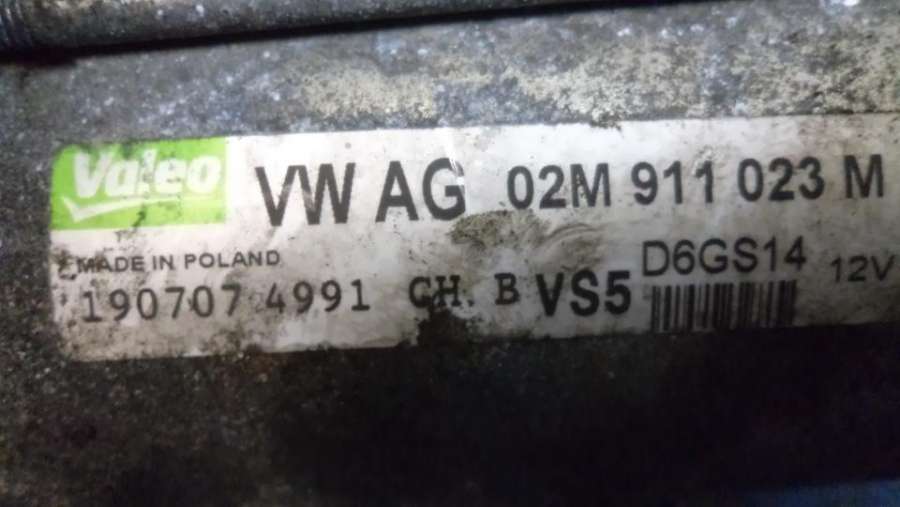 Valeo VW AG 02M 911 023 M
MADE IN POLAND D6GS14 12V
190707 4991 CH. B VS5